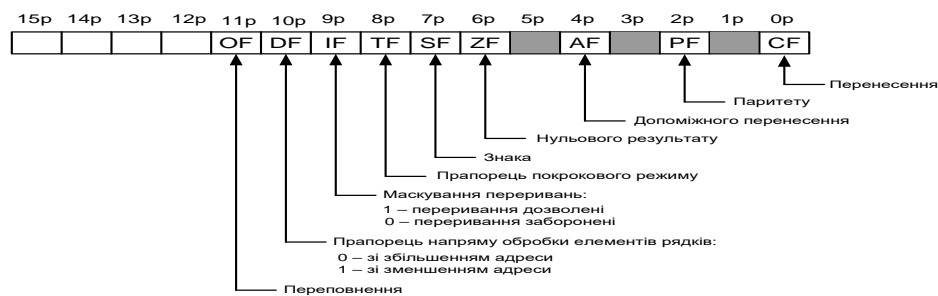 15р 14р 13р 12р 11р 10р 9р 8р 7р 6р 5р 4р 3р 2р 1р 0р
OF DF IF TF SF ZF AF PF CF
Перенесення
Паритету
Допоміжного перенесення
Нульового результату
Знака
Прапорець покрокового режиму
Маскування переривань:
1 – переривання дозволені
0 – переривання заборонені
Прапорець напряму обробки елементів рядків:
0 – зі збільшенням адреси
1 – зі зменшенням адреси
Переповнення